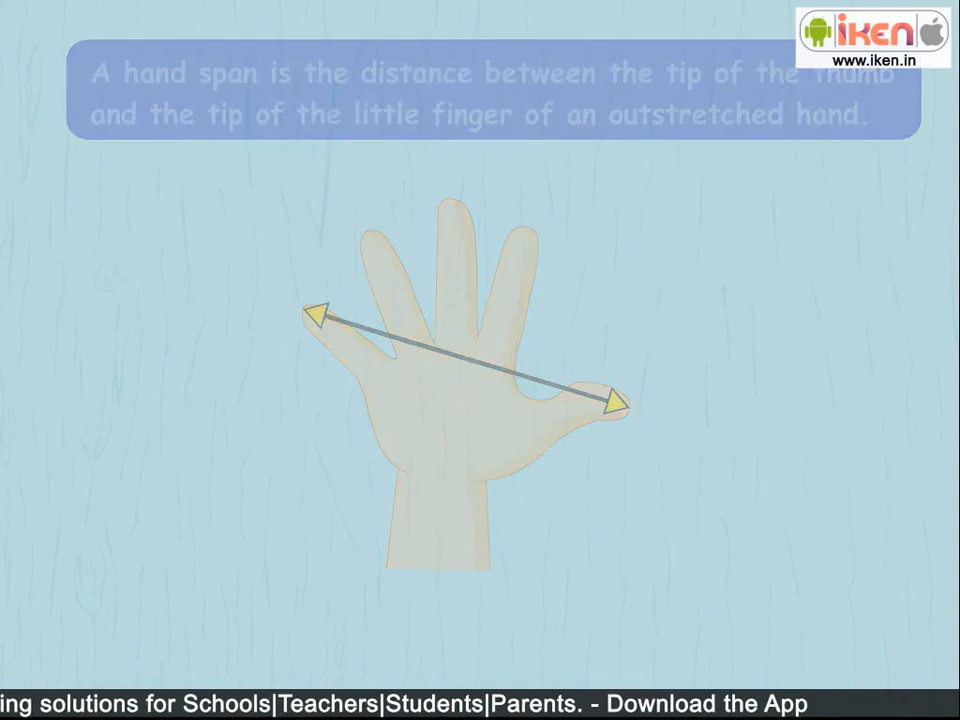 iken
www.iken.in
A hand span is the distance between the tip of the thumb
and the tip of the little finger of an outstretched hand.
ing solutions for Schools|Teachers|Students|Parents. - Download the App